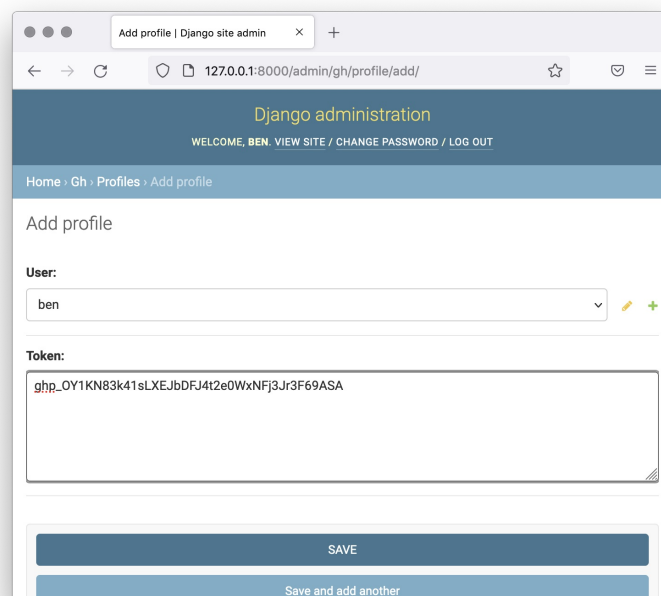 Add profile | Django site admin
127.0.0.1:8000/admin/gh/profile/add/
Django administration
WELCOME, BEN. VIEW SITE / CHANGE PASSWORD / LOG OUT
Home › Gh › Profiles › Add profile
Add profile
User:
ben
Token:
ghp_OY1KN83k41sLXEJbDFJ4t2e0WxNFj3Jr3F69ASA
SAVE
Save and add another